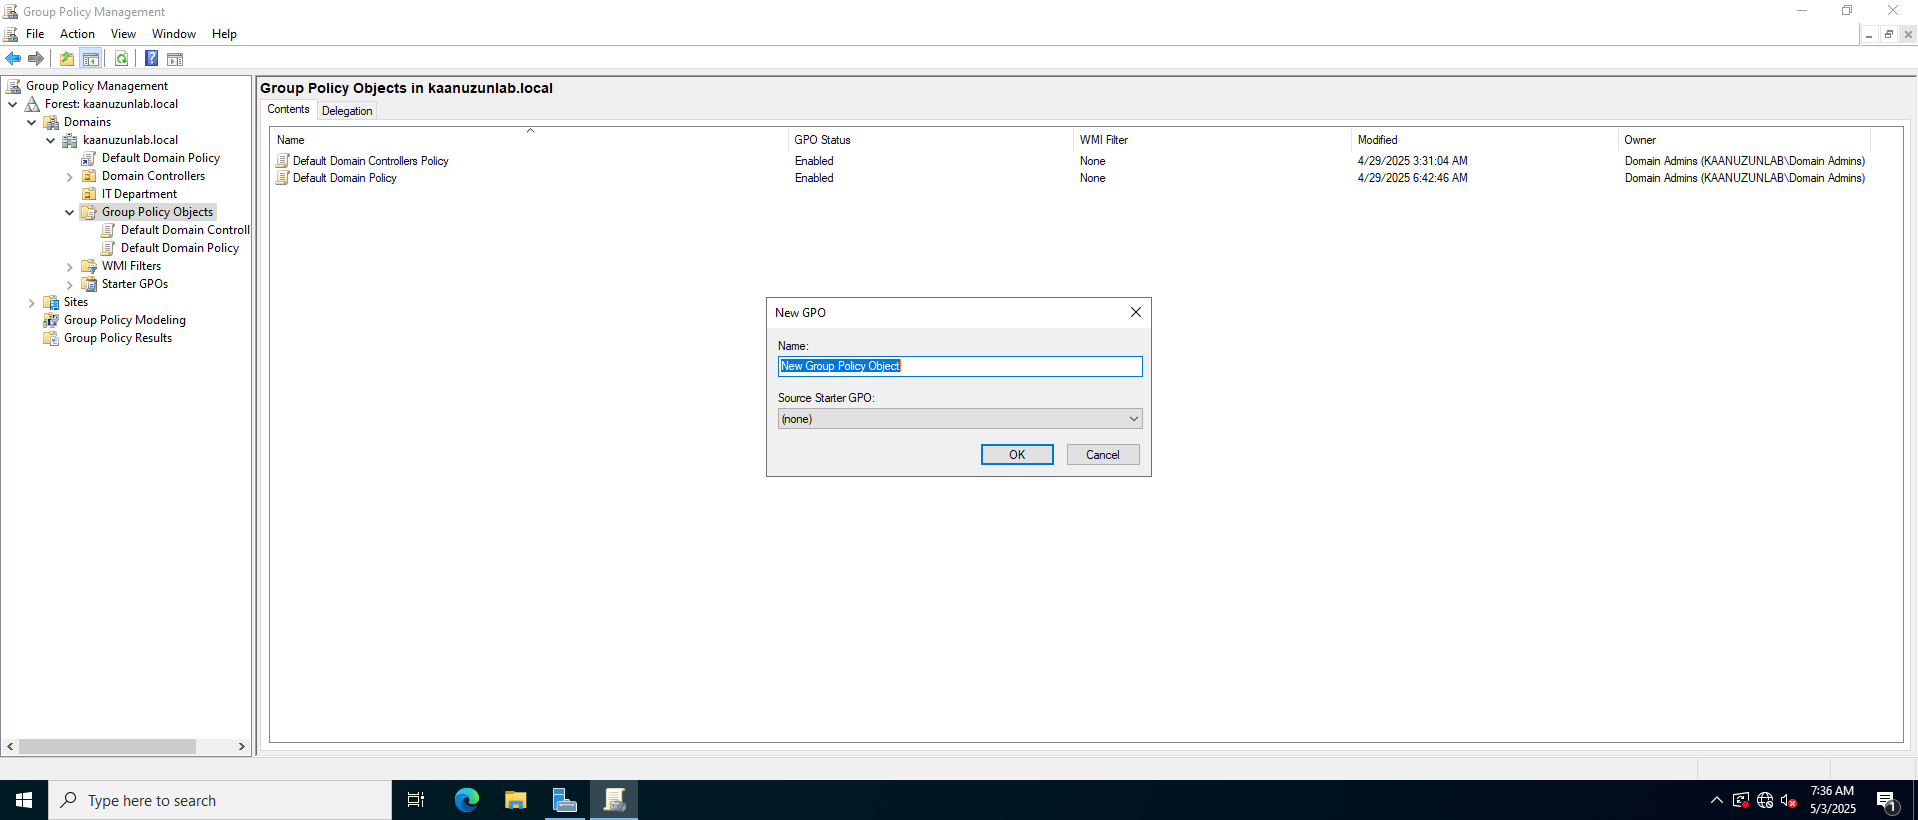 Group Policy Management
File Action View Window Help
Group Policy Management
Forest: kaanuzunlab.local
Domains
kaanuzunlab.local
Default Domain Policy
Domain Controllers
IT Department
Group Policy Objects
Default Domain Controll
Default Domain Policy
WMI Filters
Starter GPOs
Sites
Group Policy Modeling
Group Policy Results
Group Policy Objects in kaanuzunlab.local
Contents Delegation
Name GPO Status WMI Filter Modified Owner
Default Domain Controllers Policy Enabled None 4/29/2025 3:31:04 AM Domain Admins (KAANUZUNLAB\Domain Admins)
Default Domain Policy Enabled None 4/29/2025 6:42:46 AM Domain Admins (KAANUZUNLAB\Domain Admins)
New GPO
Name:
New Group Policy Object
Source Starter GPO:
(none)
OK Cancel
Type here to search
7:36 AM
5/3/2025
1